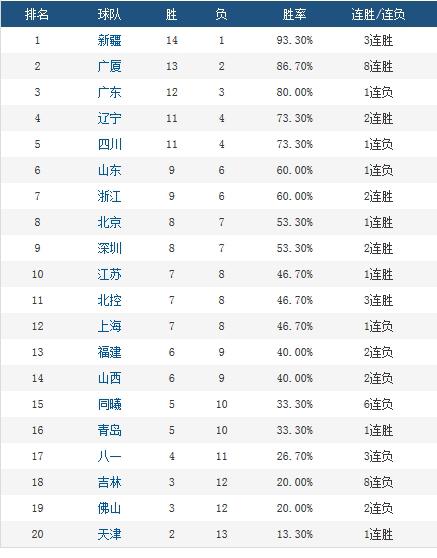 排名 球队 胜 负 胜率 连胜/连负
1 新疆 14 1 93.30% 3连胜
2 广厦 13 2 86.70% 8连胜
3 广东 12 3 80.00% 1连负
4 辽宁 11 4 73.30% 2连胜
5 四川 11 4 73.30% 1连负
6 山东 9 6 60.00% 1连负
7 浙江 9 6 60.00% 2连胜
8 北京 8 7 53.30% 1连胜
9 深圳 8 7 53.30% 2连胜
10 江苏 7 8 46.70% 1连胜
11 北控 7 8 46.70% 3连胜
12 上海 7 8 46.70% 1连负
13 福建 6 9 40.00% 2连负
14 山西 6 9 40.00% 2连负
15 同曦 5 10 33.30% 6连负
16 青岛 5 10 33.30% 1连胜
17 八一 4 11 26.70% 3连负
18 吉林 3 12 20.00% 8连负
19 佛山 3 12 20.00% 2连负
20 天津 2 13 13.30% 1连胜